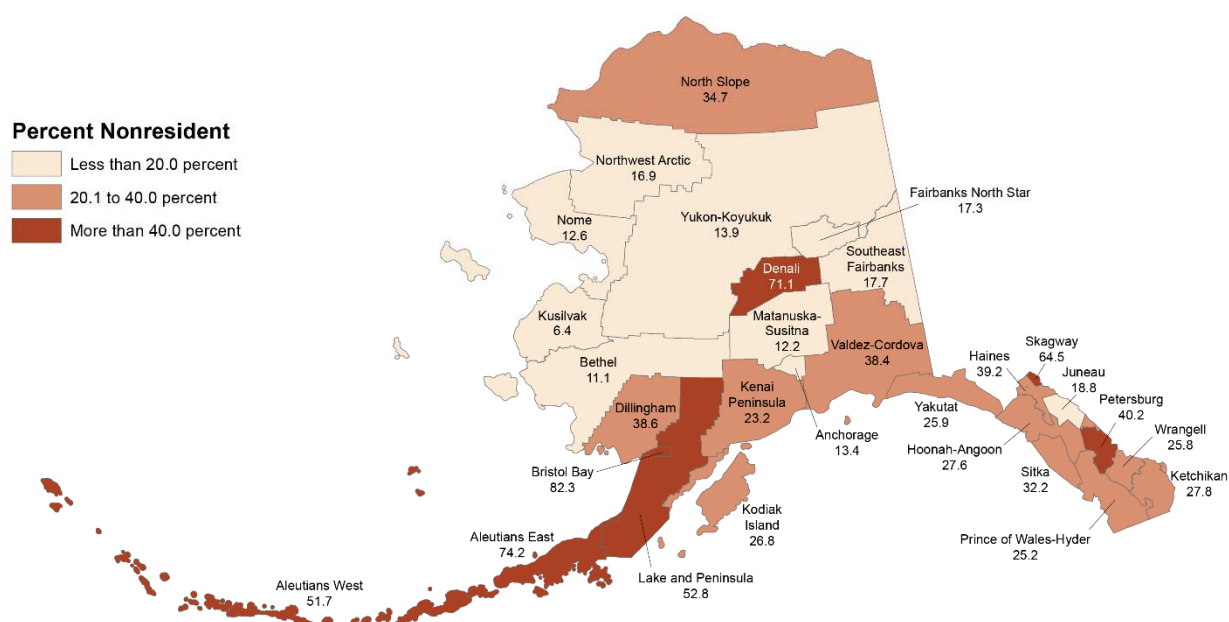 Percent Nonresident
Less than 20.0 percent
20.1 to 40.0 percent
More than 40.0 percent
North Slope
34.7
Northwest Arctic
16.9
Nome
12.6
Yukon-Koyukuk
13.9
Fairbanks North Star
17.3
Southeast
Fairbanks
17.7
Denali
71.1
Kusilvak
6.4
Matanuska-
Susitna
12.2
Valdez-Cordova
38.4
Bethel
11.1
Dillingham
38.6
Kenai
Peninsula
23.2
Anchorage
13.4
Yakutat
25.9
Haines
39.2
Skagway
64.5
Juneau
18.8
Petersburg
40.2
Wrangell
25.8
Hoonah-Angoon
27.6
Sitka
32.2
Ketchikan
27.8
Prince of Wales-Hyder
25.2
Bristol Bay
82.3
Kodiak
Island
26.8
Aleutians East
74.2
Lake and Peninsula
52.8
Aleutians West
51.7